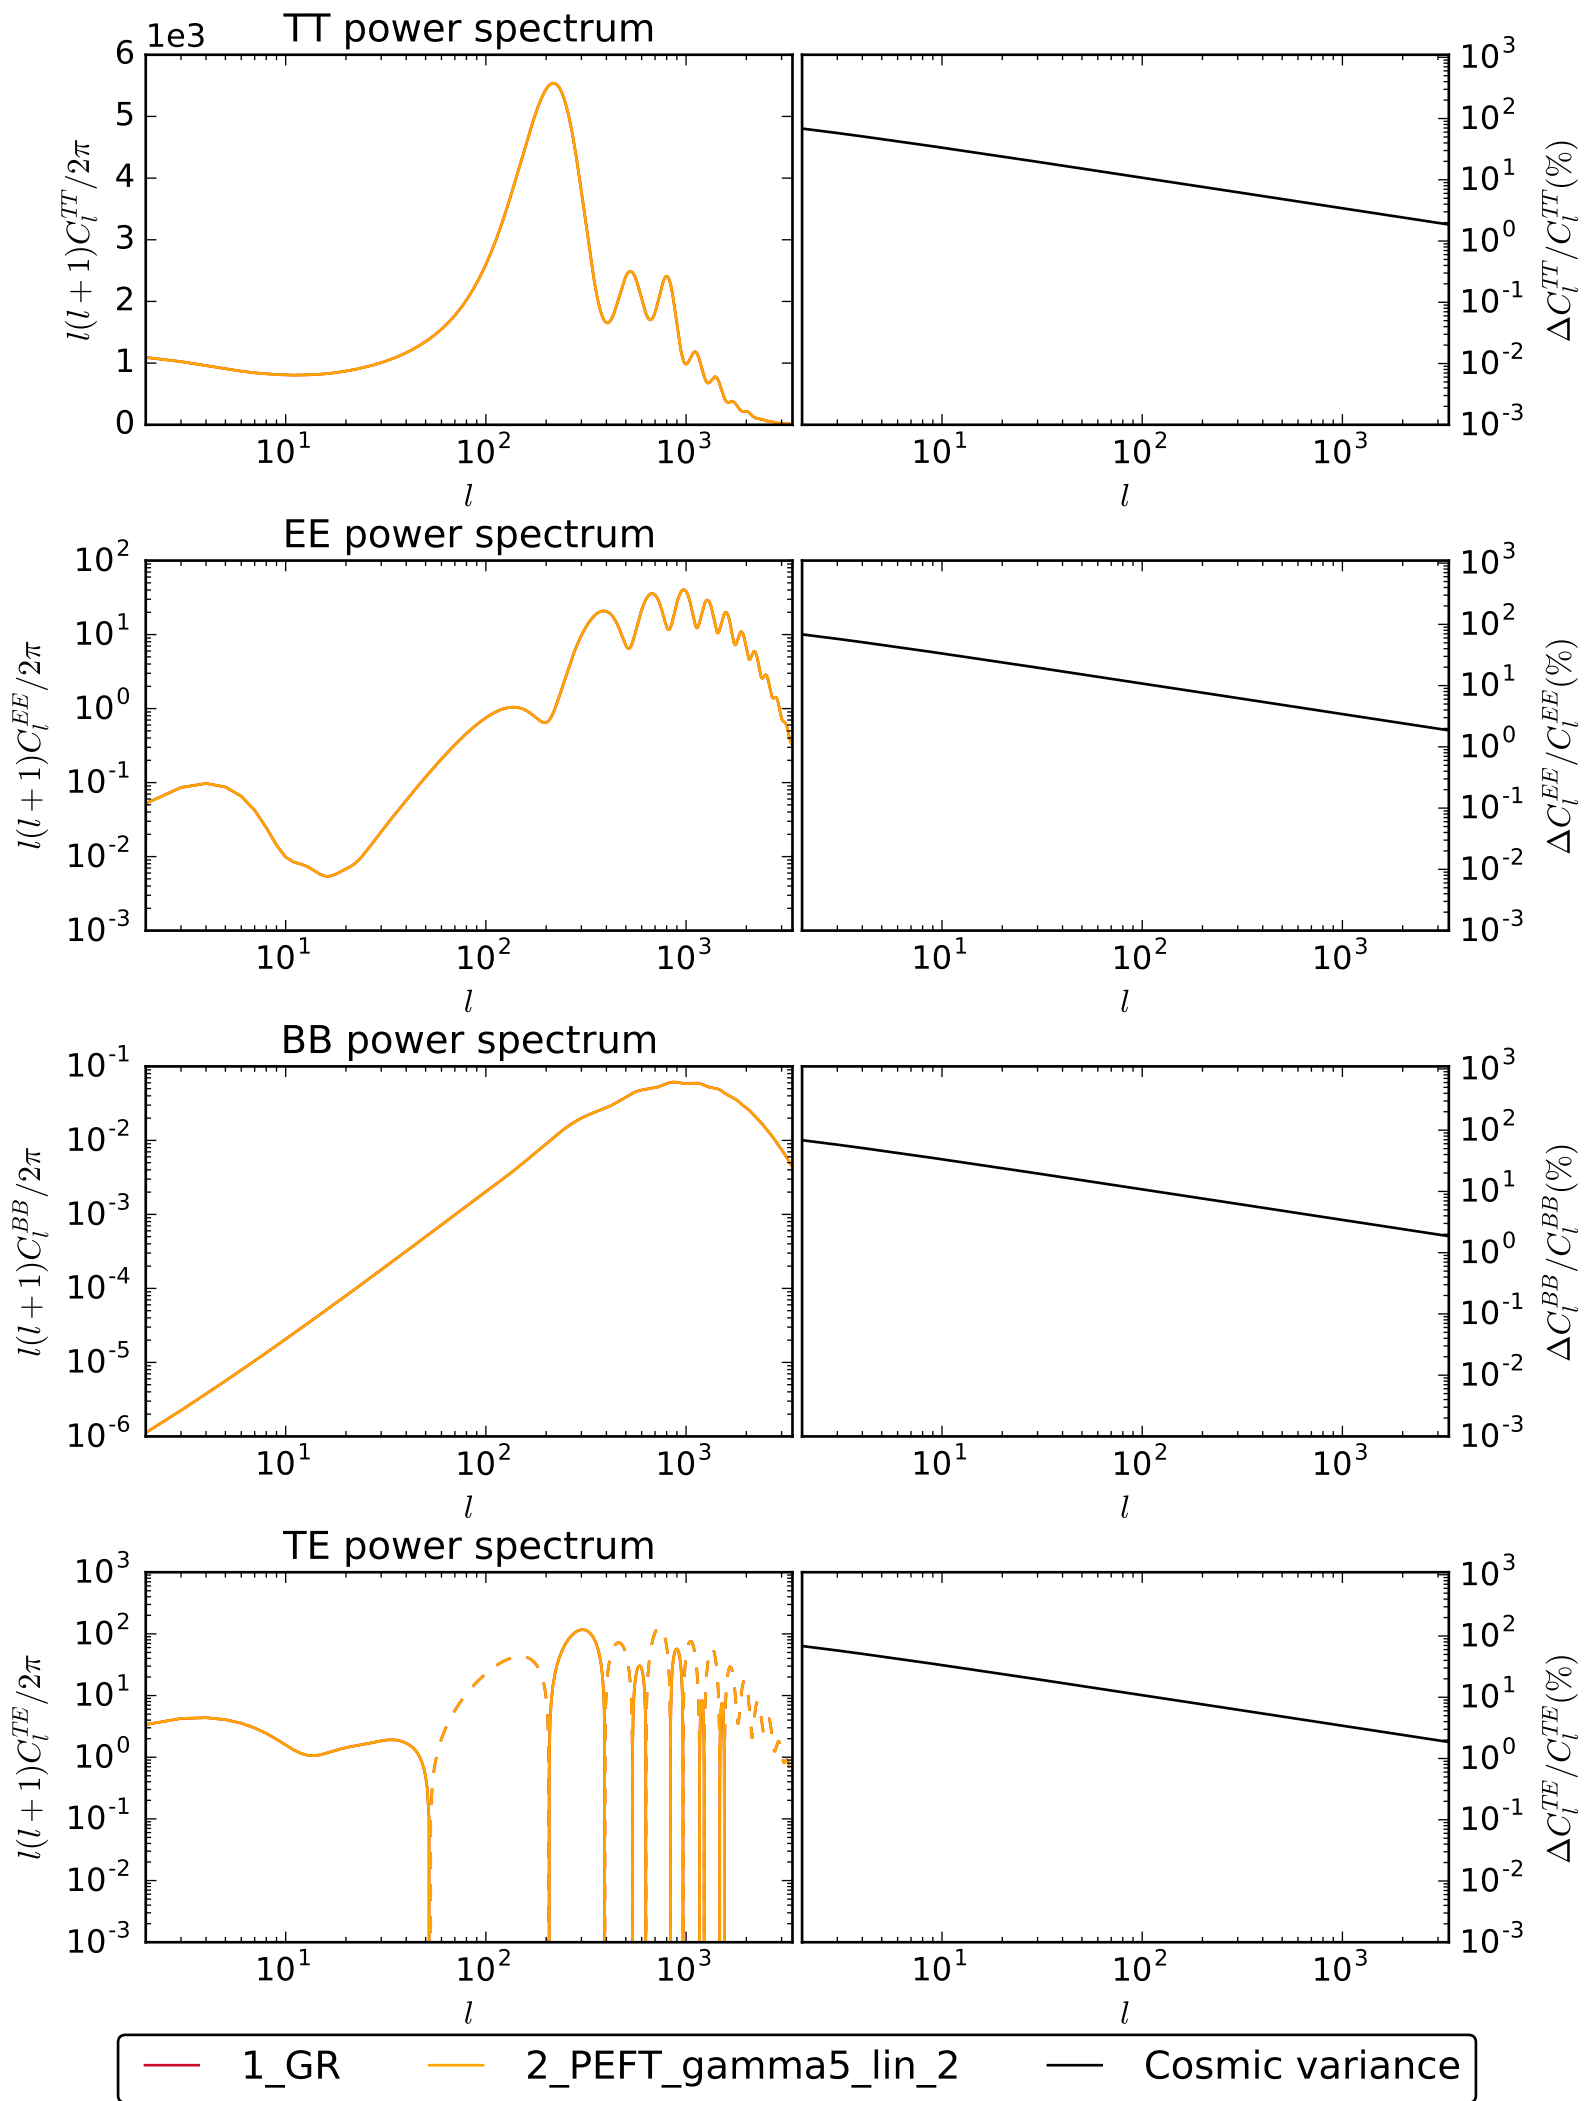 TT power spectrum
1e3
6
5
4
3
2
1
0
l(l+1)C_l^{TT}/2π
10^1 10^2 10^3
l
10^3
10^2
10^1
10^0
10^-1
10^-2
10^-3
ΔC_l^{TT}/C_l^{TT}(%)
10^1 10^2 10^3
l
EE power spectrum
10^2
10^1
10^0
10^-1
10^-2
10^-3
l(l+1)C_l^{EE}/2π
10^1 10^2 10^3
l
10^3
10^2
10^1
10^0
10^-1
10^-2
10^-3
ΔC_l^{EE}/C_l^{EE}(%)
10^1 10^2 10^3
l
BB power spectrum
10^-1
10^-2
10^-3
10^-4
10^-5
10^-6
l(l+1)C_l^{BB}/2π
10^1 10^2 10^3
l
10^3
10^2
10^1
10^0
10^-1
10^-2
10^-3
ΔC_l^{BB}/C_l^{BB}(%)
10^1 10^2 10^3
l
TE power spectrum
10^3
10^2
10^1
10^0
10^-1
10^-2
10^-3
l(l+1)C_l^{TE}/2π
10^1 10^2 10^3
l
10^3
10^2
10^1
10^0
10^-1
10^-2
10^-3
ΔC_l^{TE}/C_l^{TE}(%)
10^1 10^2 10^3
l
1_GR 2_PEFT_gamma5_lin_2 Cosmic variance